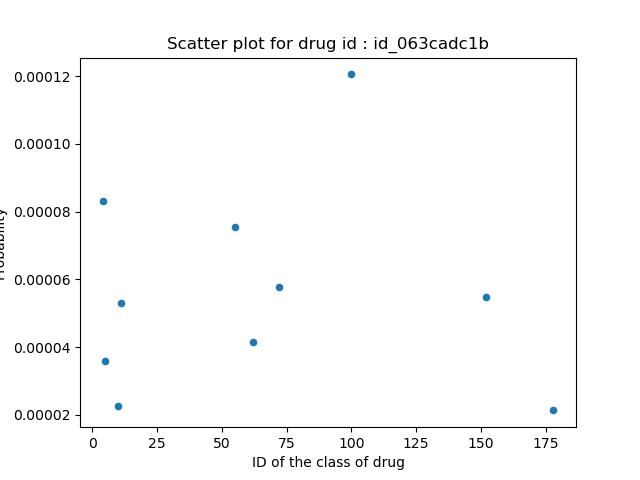 Scatter plot for drug id : id_063cadc1b
0.00012
0.00010
0.00008
0.00006
0.00004
0.00002
Probability
0 25 50 75 100 125 150 175
ID of the class of drug